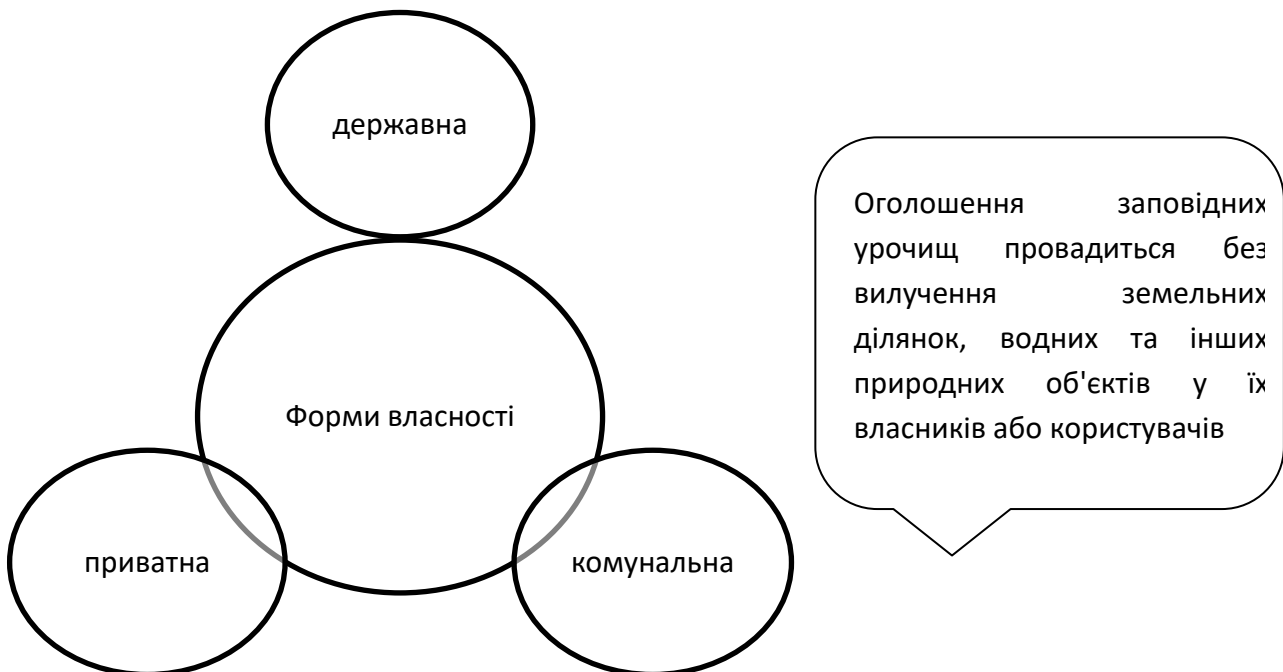 державна
Форми власності
приватна
комунальна
Оголошення заповідних
урочищ провадиться без
вилучення земельних
ділянок, водних та інших
природних об'єктів у їх
власників або користувачів